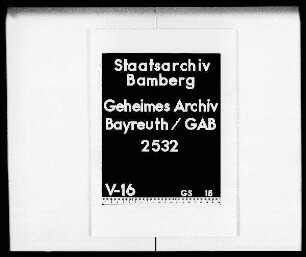 Staatsarchiv
Bamberg
Geheimes Archiv
Bayreuth / GAB
2532
V-16 GS 18